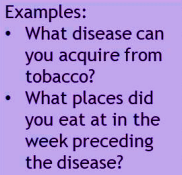 Examples:
• What disease can
you acquire from
tobacco?
• What places did
you eat at in the
week preceding
the disease?